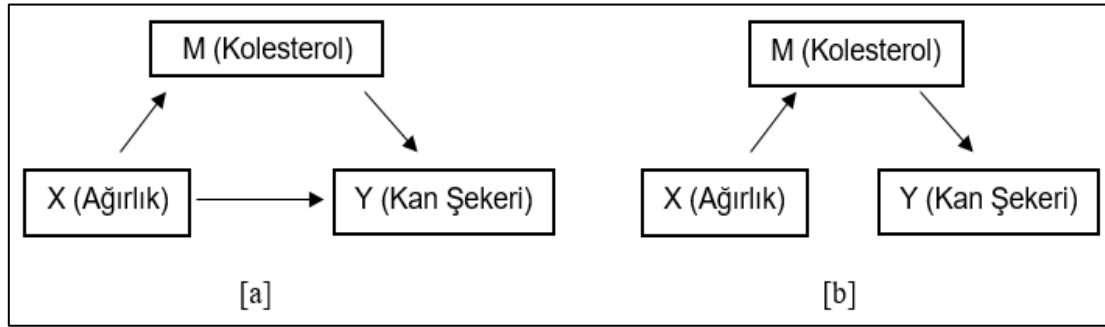 M (Kolesterol)
X (Ağırlık)
Y (Kan Şekeri)
[a]
M (Kolesterol)
X (Ağırlık)
Y (Kan Şekeri)
[b]